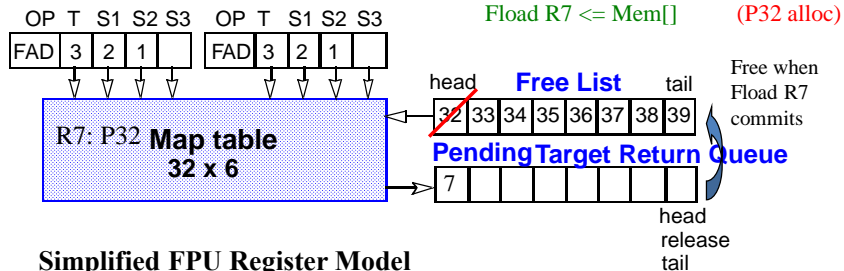 Fload R7 <= Mem[] (P32 alloc)
OP T S1 S2 S3 OP T S1 S2 S3
FAD 3 2 1 FAD 3 2 1
head Free List tail
Free when
Fload R7
commits
32 33 34 35 36 37 38 39
R7: P32 Map table
32 x 6
Pending Target Return Queue
7
head
release
tail
Simplified FPU Register Model